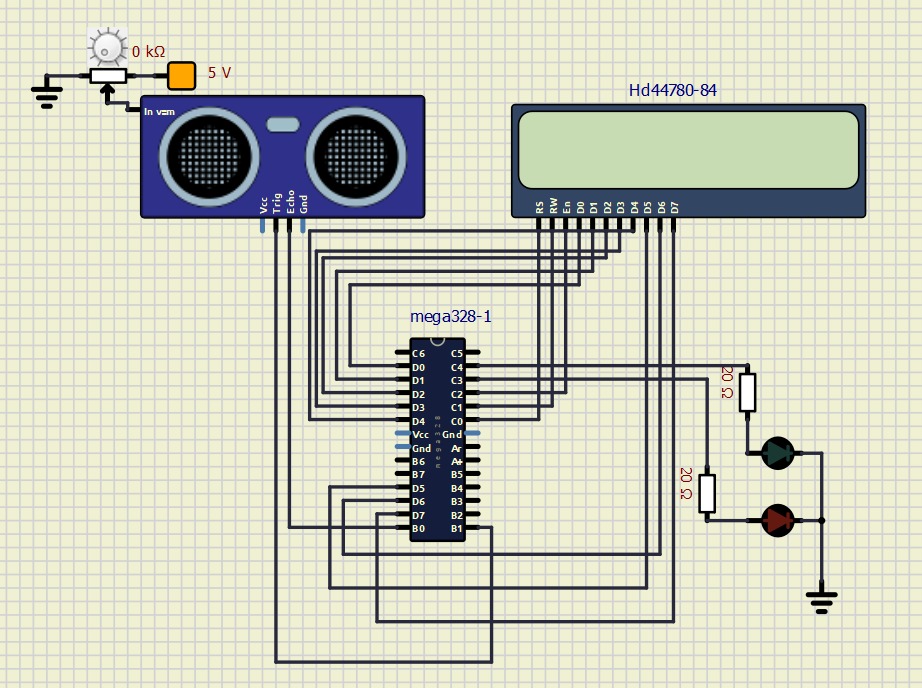 0 kΩ
5 V
In v=m
Vcc
Trig
Echo
Gnd
Hd44780-84
RS
RW
En
D0
D1
D2
D3
D4
D5
D6
D7
mega328-1
C6
D0
D1
D2
D3
D4
Vcc
Gnd
B6
B7
D5
D6
D7
B0
mega328
C5
C4
C3
C2
C1
C0
Gnd
Ar
A+
B5
B4
B3
B2
B1
20 Ω
20 Ω